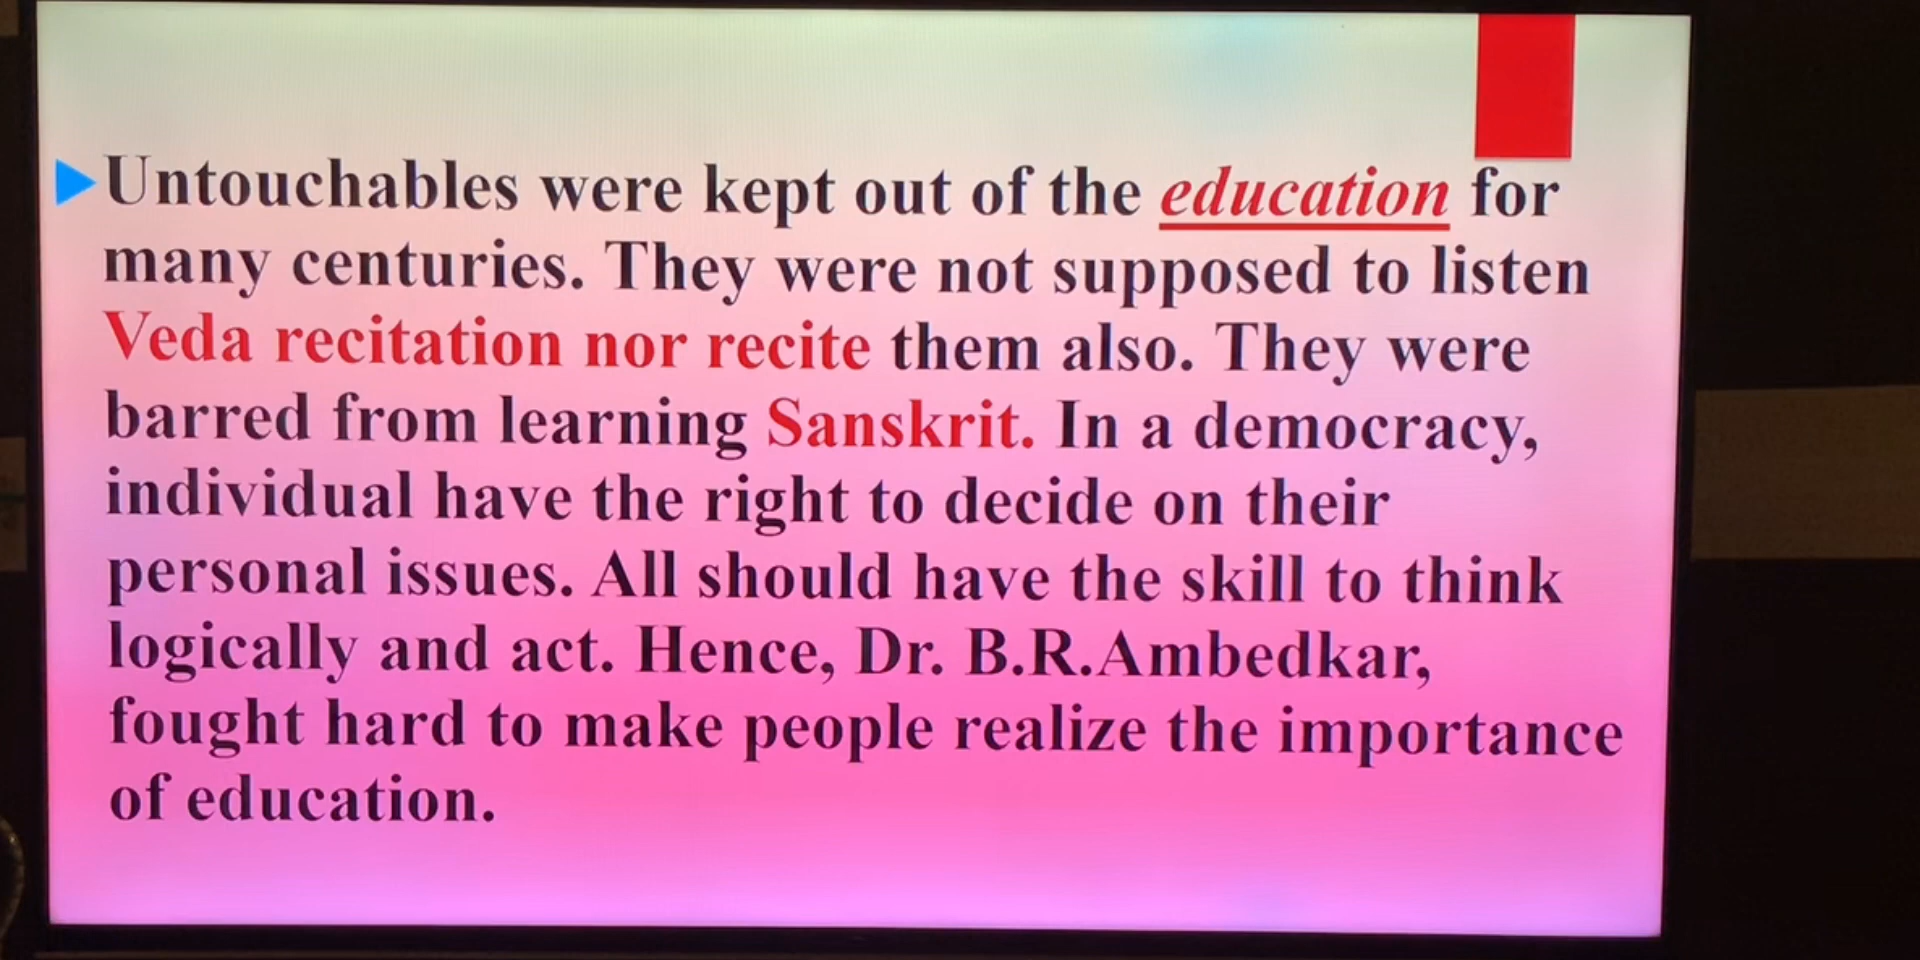 Untouchables were kept out of the education for
many centuries. They were not supposed to listen
Veda recitation nor recite them also. They were
barred from learning Sanskrit. In a democracy,
individual have the right to decide on their
personal issues. All should have the skill to think
logically and act. Hence, Dr. B.R.Ambedkar,
fought hard to make people realize the importance
of education.